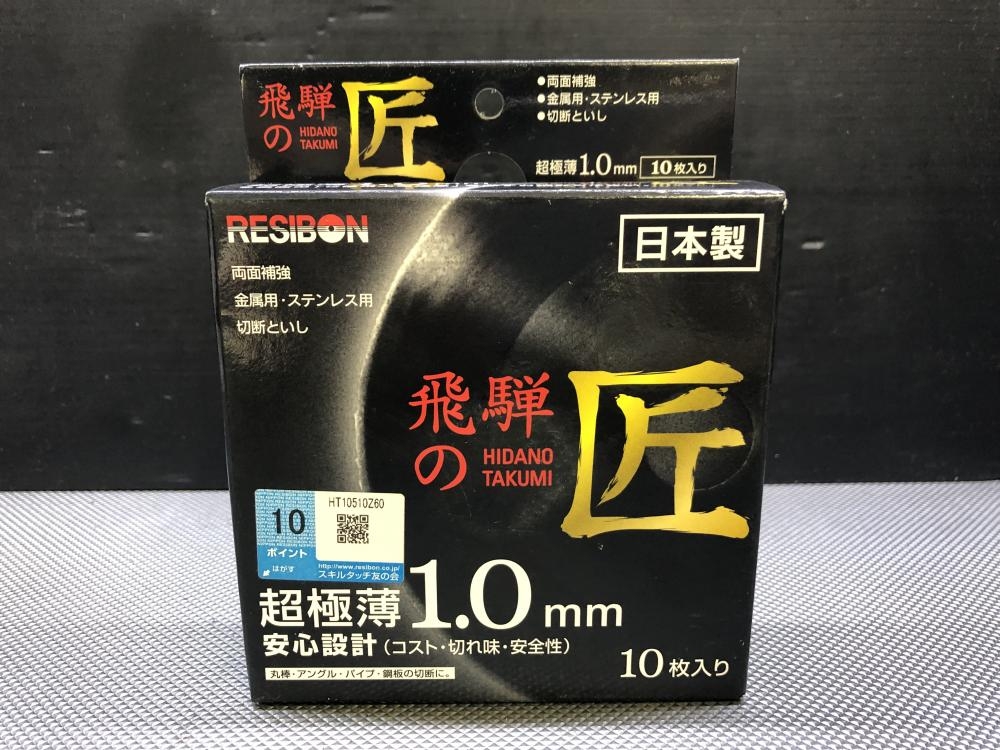 飛騨の
HIDANO
TAKUMI
匠
●両面補強
●金属用・ステンレス用
●切断といし
超極薄1.0mm 10枚入り
RESIBON
日本製
両面補強
金属用・ステンレス用
切断といし
飛騨の
HIDANO
TAKUMI
匠
10
ポイント
はがす
HT10510Z60
http://www.resibon.co.jp/
スキルタッチ友の会
超極薄1.0mm
安心設計(コスト・切れ味・安全性)
10枚入り
丸棒・アングル・パイプ・鋼板の切断に。